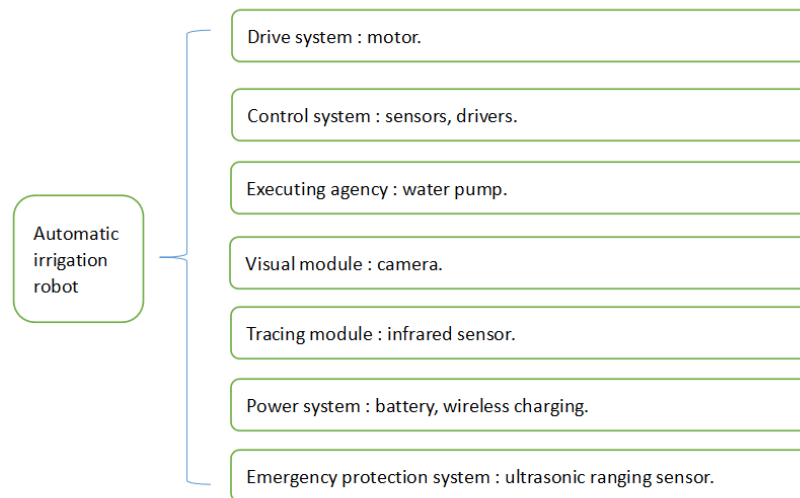 Drive system : motor.
Control system : sensors, drivers.
Executing agency : water pump.
Automatic
irrigation
robot
Visual module : camera.
Tracing module : infrared sensor.
Power system : battery, wireless charging.
Emergency protection system : ultrasonic ranging sensor.